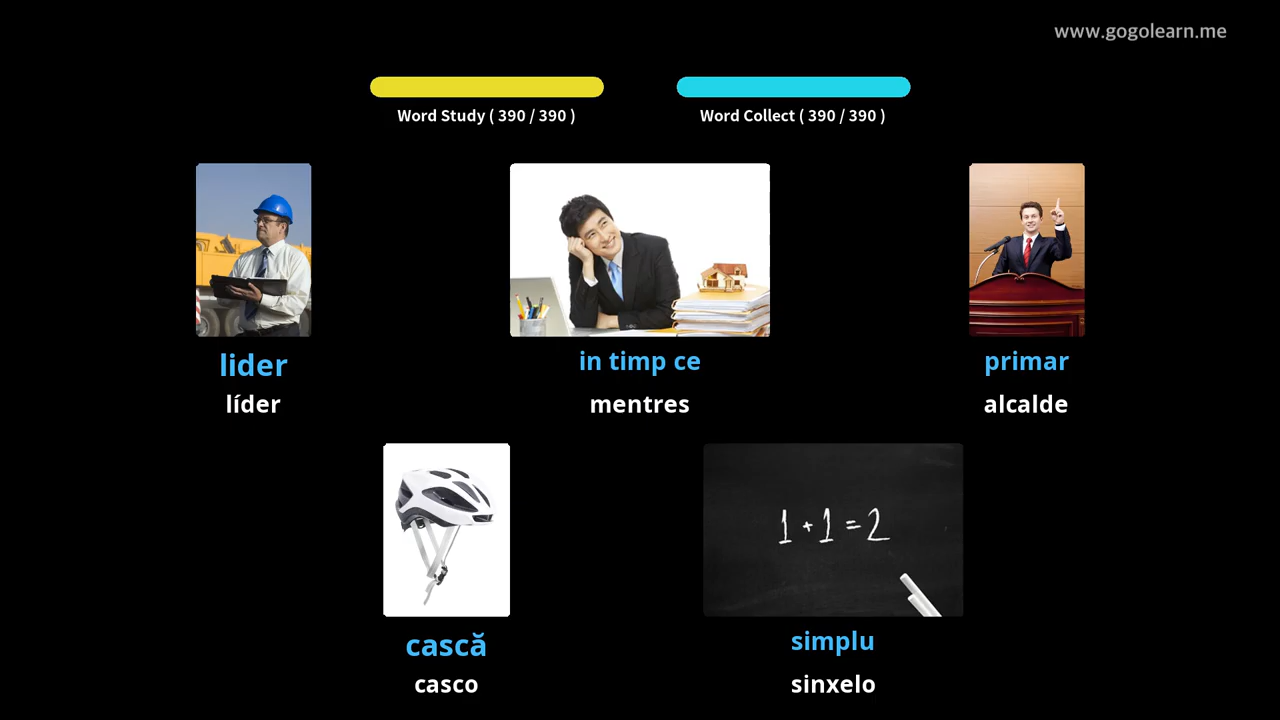 www.gogolearn.me
Word Study ( 390 / 390 )
Word Collect ( 390 / 390 )
lider
líder
in timp ce
mentres
primar
alcalde
1 + 1 = 2
cască
casco
simplu
sinxelo